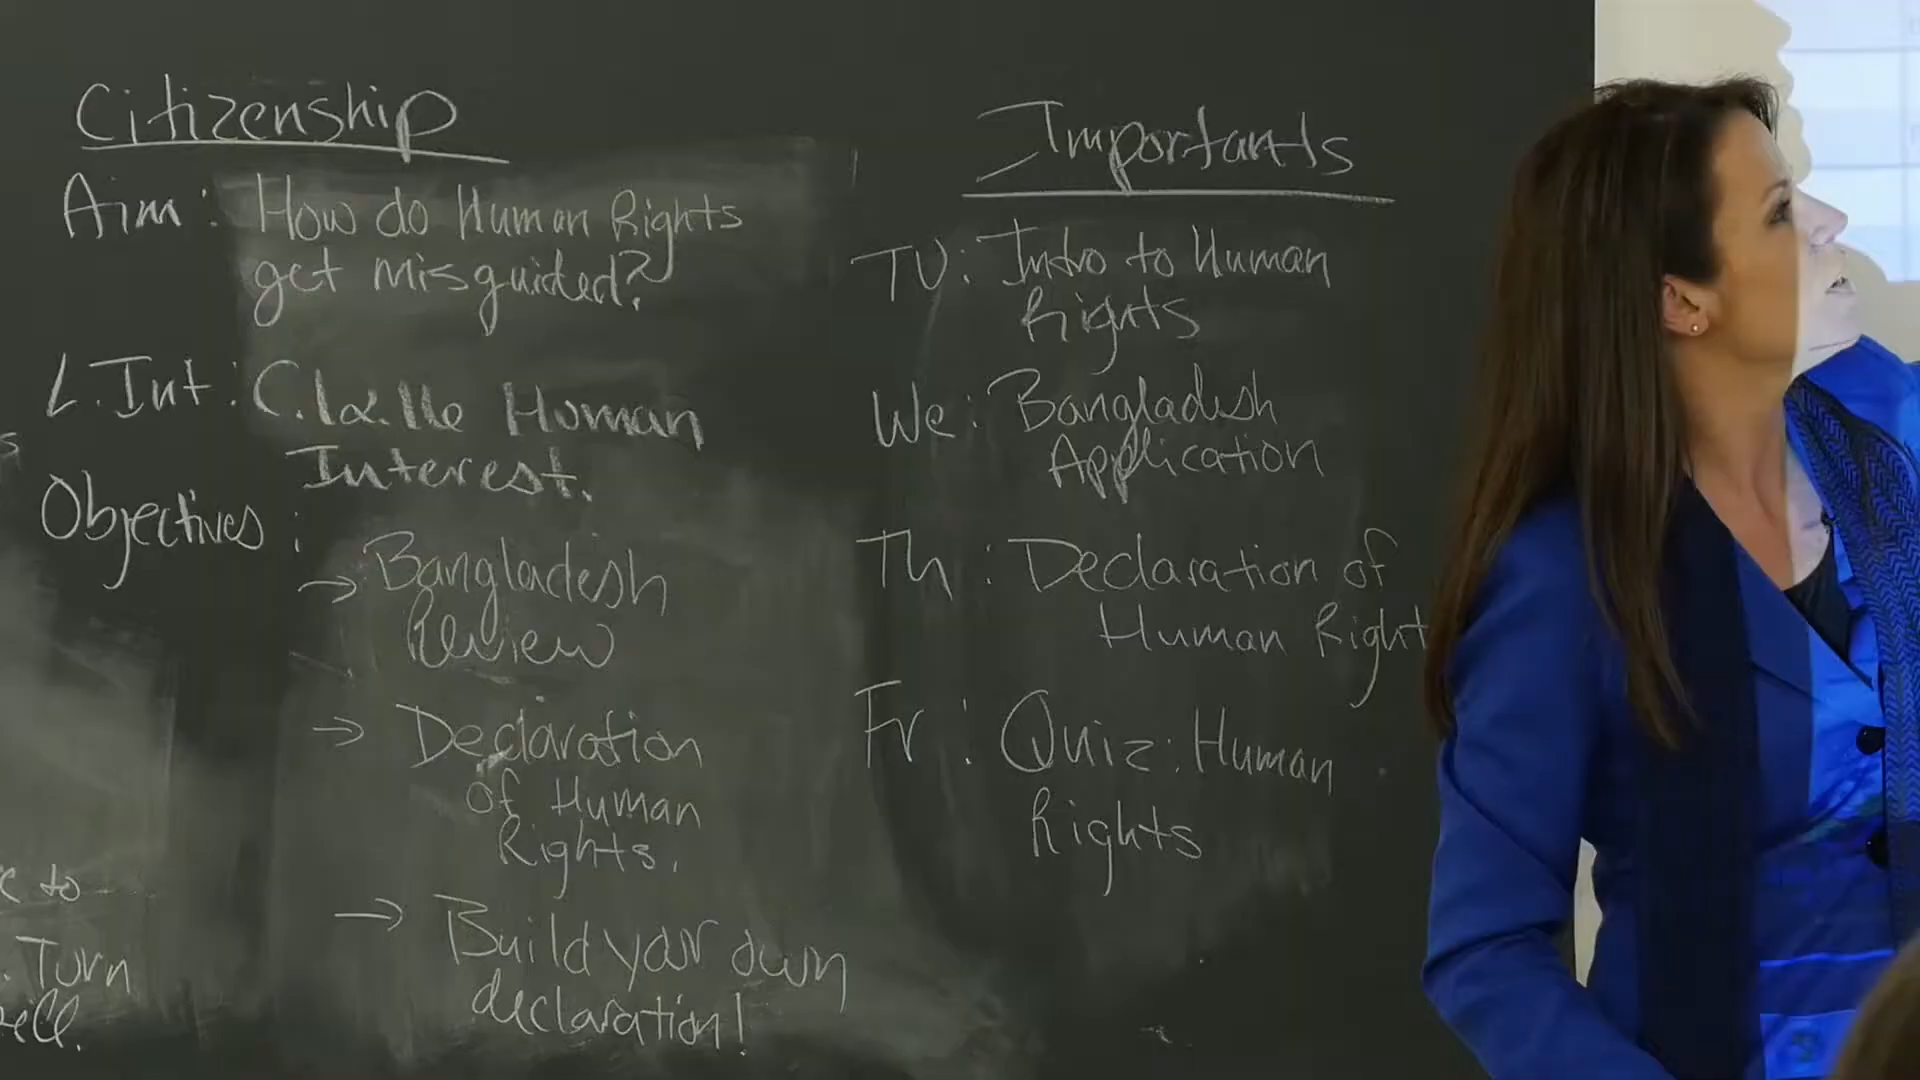 Citizenship
Aim: How do Human Rights
get misguided?
L.Int: Human
Interest.
Objectives:
→ Bangladesh
Review
→ Declaration
of Human
Rights.
→ Build your own
declaration!
to
. Turn
Importants
TU: Intro to Human
Rights
We: Bangladesh
Application
Th: Declaration of
Human Right
Fr: Quiz: Human
Rights